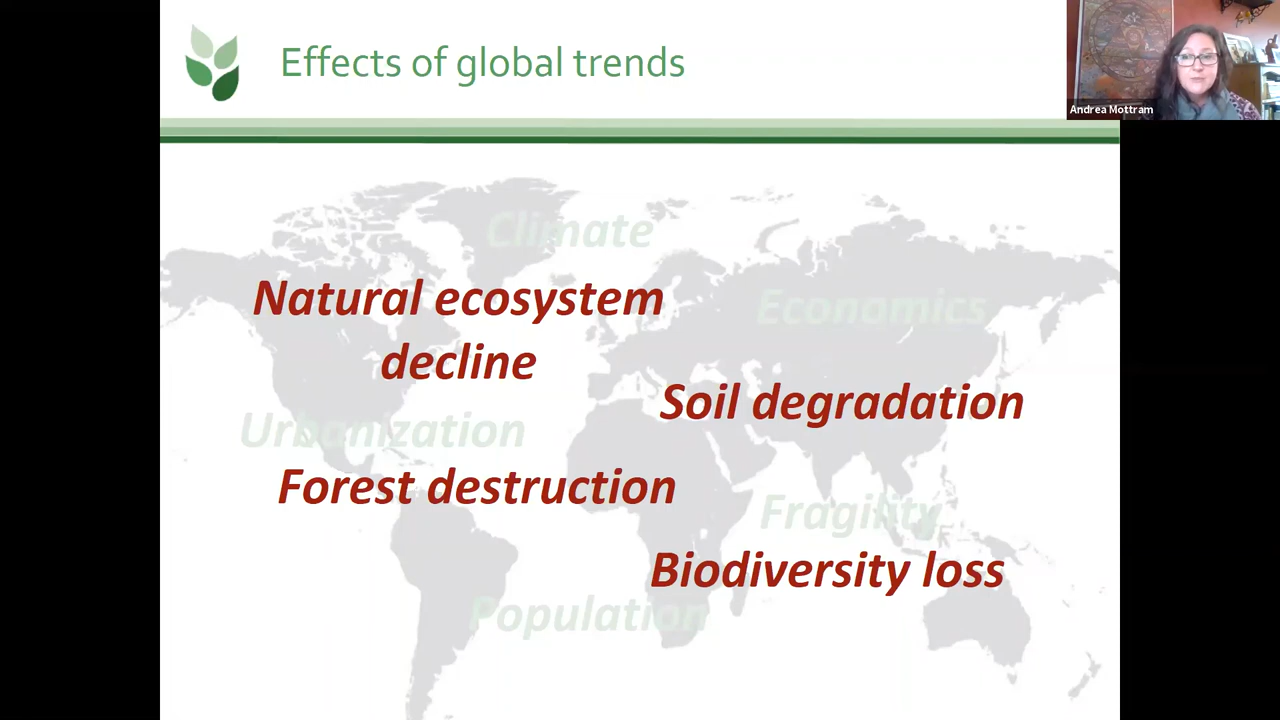 Effects of global trends
Andrea Mottram
Climate
Natural ecosystem
decline
Economics
Soil degradation
Urbanization
Forest destruction
Fragility
Biodiversity loss
Population